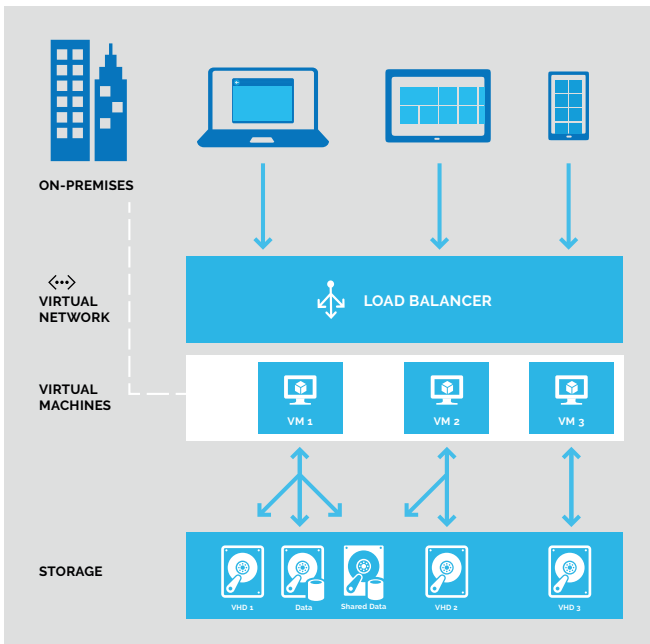 ON-PREMISES
VIRTUAL
NETWORK
LOAD BALANCER
VIRTUAL
MACHINES
VM 1
VM 2
VM 3
STORAGE
VHD 1
Data
Shared Data
VHD 2
VHD 3